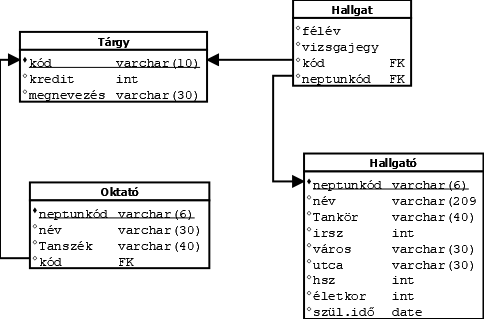 Hallgat
félév
vizsgajegy
kód FK
neptunkód FK
Tárgy
kód varchar(10)
kredit int
megnevezés varchar(30)
Hallgató
neptunkód varchar(6)
név varchar(209
Tankör varchar(40)
irsz int
város varchar(30)
utca varchar(30)
hsz int
életkor int
szül.idő date
Oktató
neptunkód varchar(6)
név varchar(30)
Tanszék varchar(40)
kód FK